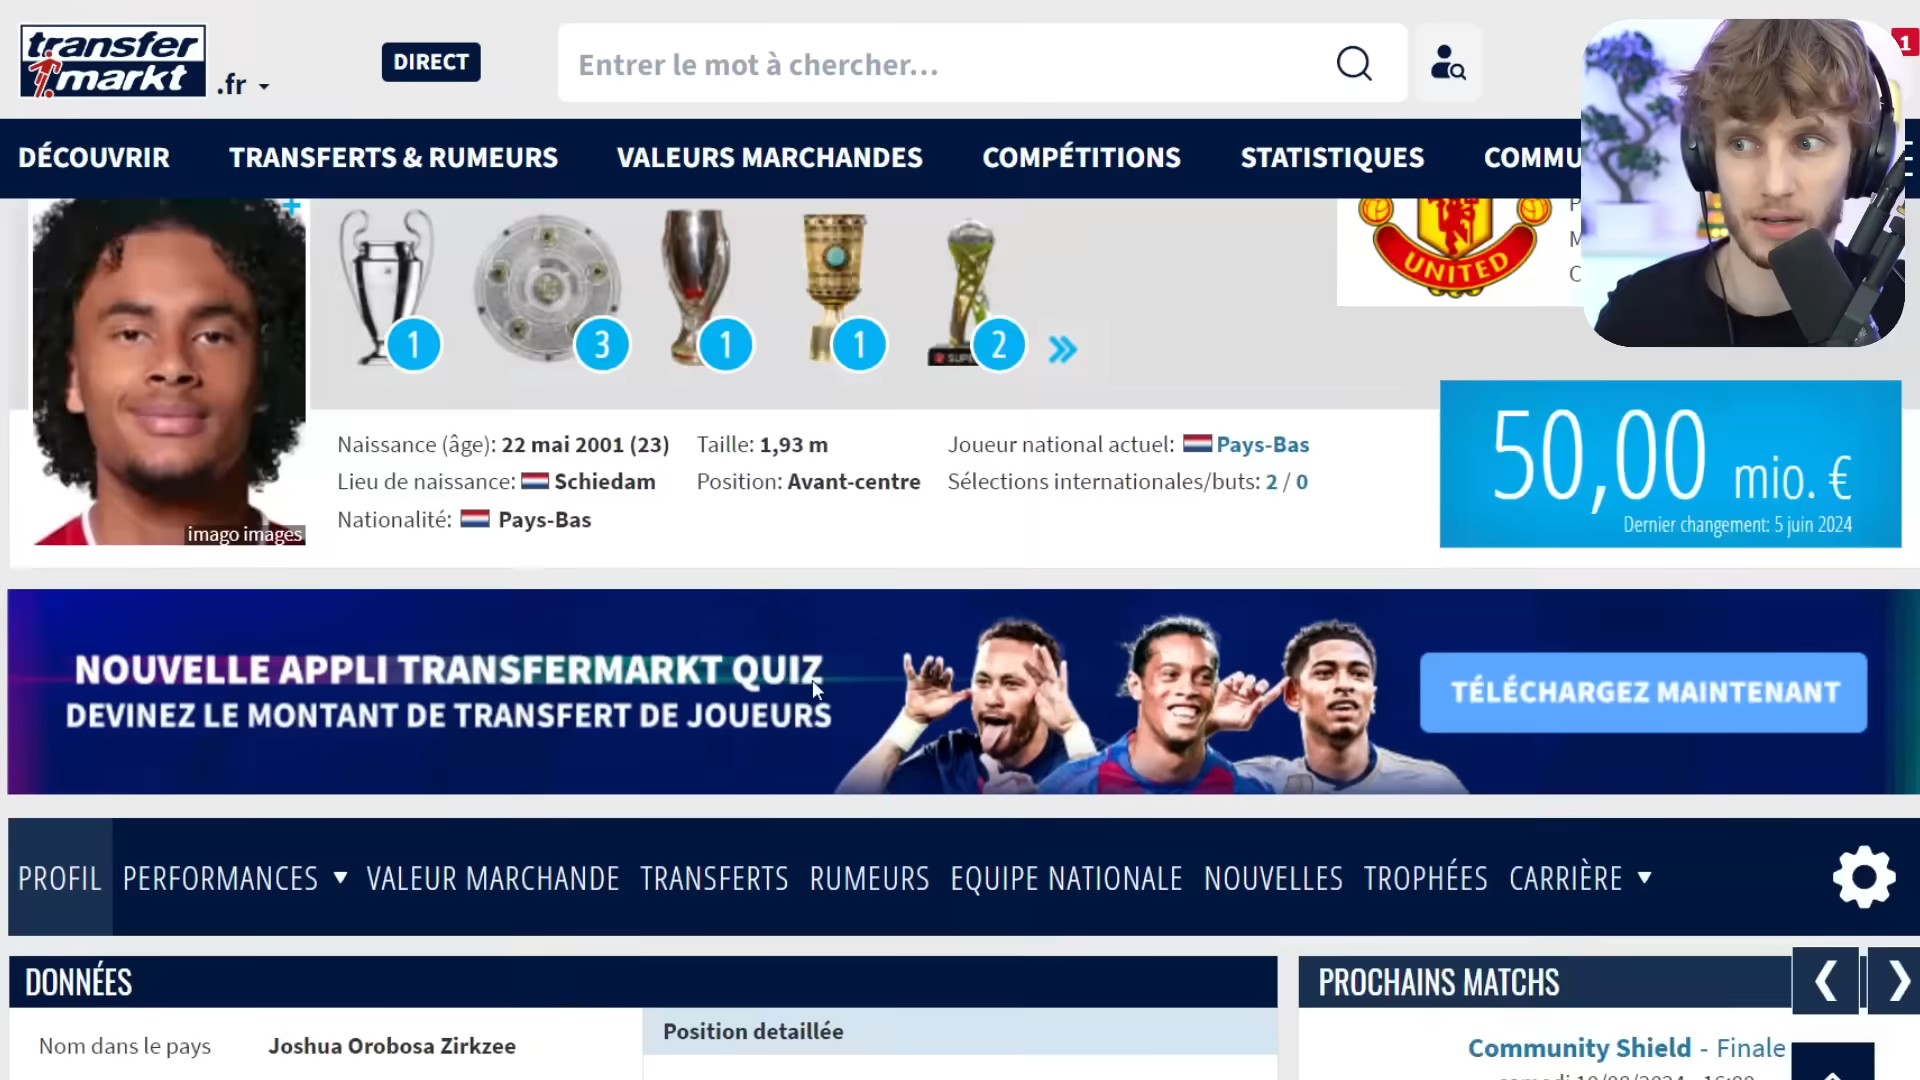 transfer
markt
.fr
DIRECT
Entrer le mot à chercher...
1
DÉCOUVRIR TRANSFERTS & RUMEURS VALEURS MARCHANDES COMPÉTITIONS STATISTIQUES COMMU
UNITED
P
M
C
1 3 1 1 2
imago images
Naissance (âge): 22 mai 2001 (23) Taille: 1,93 m Joueur national actuel: Pays-Bas
Lieu de naissance: Schiedam Position: Avant-centre Sélections internationales/buts: 2 / 0
Nationalité: Pays-Bas
50,00 mio. €
Dernier changement: 5 juin 2024
NOUVELLE APPLI TRANSFERMARKT QUIZ
DEVINEZ LE MONTANT DE TRANSFERT DE JOUEURS
TÉLÉCHARGEZ MAINTENANT
PROFIL PERFORMANCES VALEUR MARCHANDE TRANSFERTS RUMEURS EQUIPE NATIONALE NOUVELLES TROPHÉES CARRIÈRE
DONNÉES
PROCHAINS MATCHS
Nom dans le pays Joshua Orobosa Zirkzee
Position detaillée
Community Shield - Finale